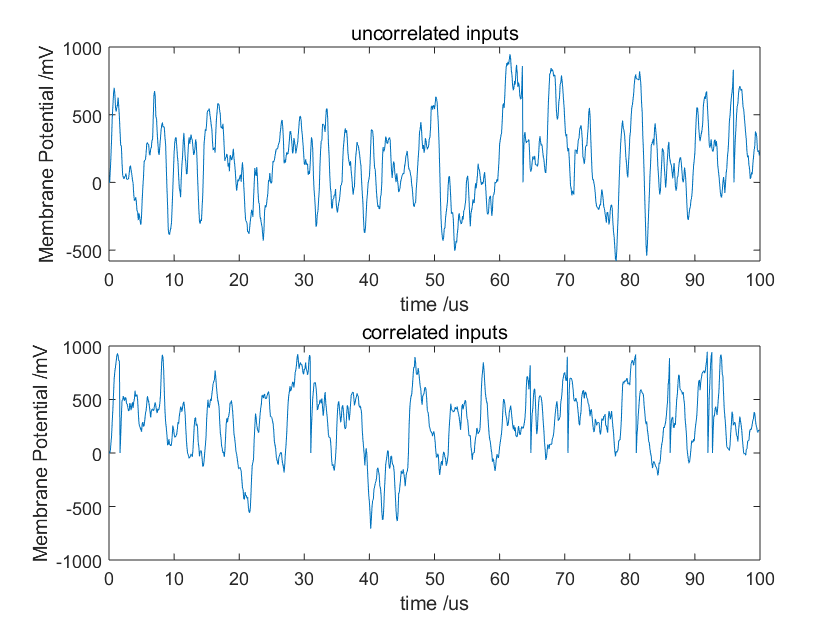 uncorrelated inputs
Membrane Potential /mV
1000
500
0
-500
0 10 20 30 40 50 60 70 80 90 100
time /us
correlated inputs
Membrane Potential /mV
1000
500
0
-500
-1000
0 10 20 30 40 50 60 70 80 90 100
time /us